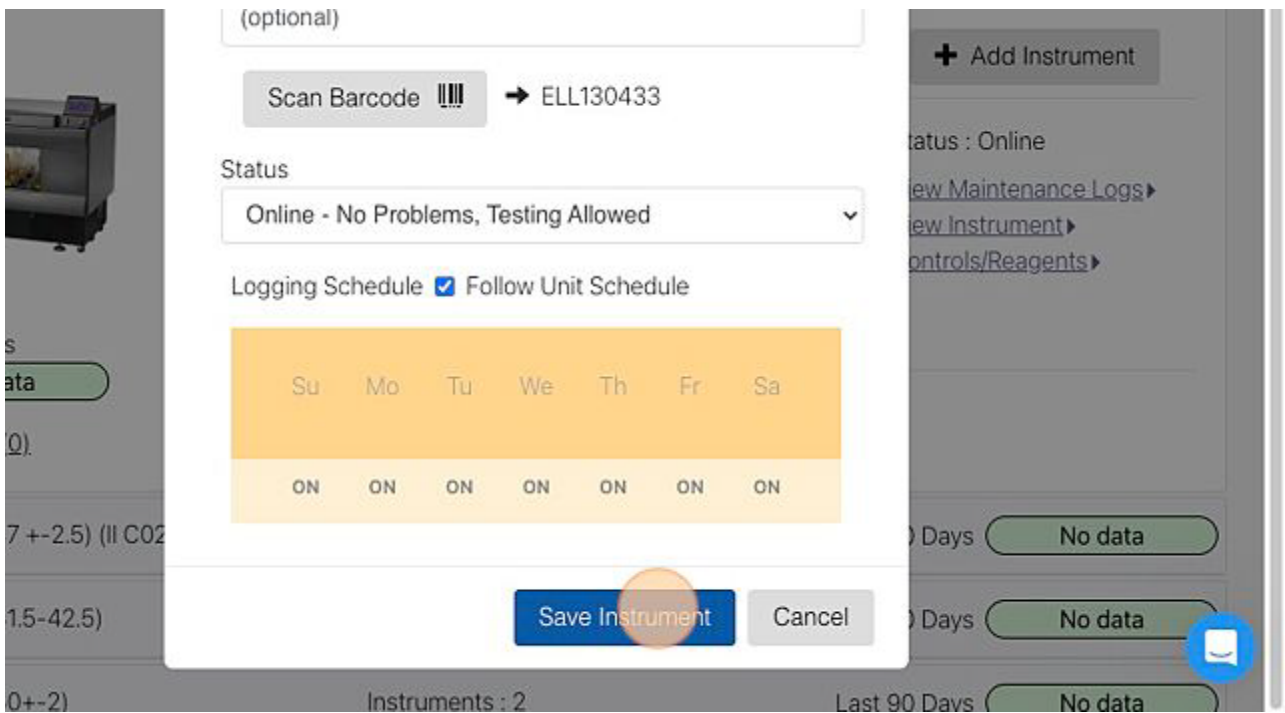 (optional)
Add Instrument
Scan Barcode ELL130433
tatus : Online
Status
iew Maintenance Logs
Online - No Problems, Testing Allowed
iew Instrument
ontrols/Reagents
Logging Schedule Follow Unit Schedule
s
ata
Su Mo Tu We Th Fr Sa
(0)
ON ON ON ON ON ON ON
7 +-2.5) (II C02
0 Days No data
Save Instrument Cancel
1.5-42.5)
0 Days No data
0+-2)
Instruments : 2
Last 90 Days No data